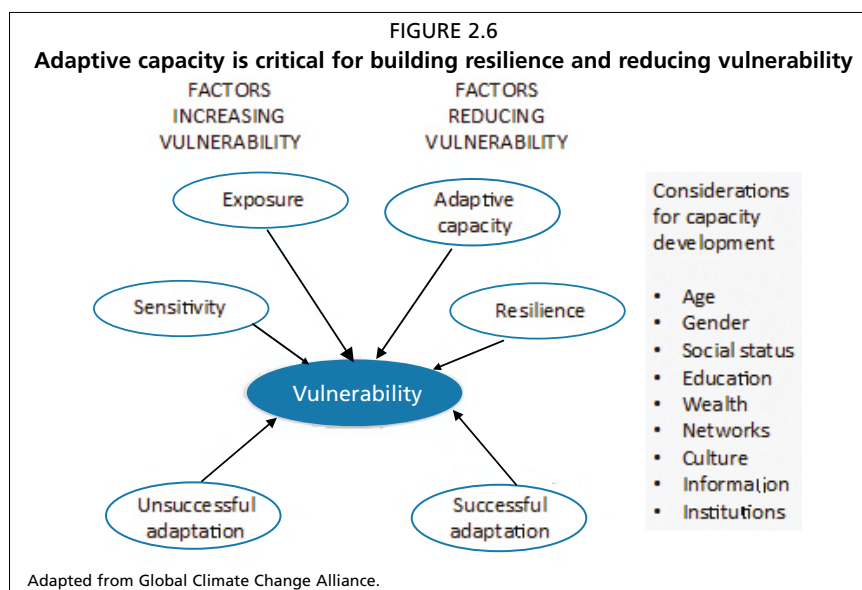 FIGURE 2.6
Adaptive capacity is critical for building resilience and reducing vulnerability
FACTORS
INCREASING
VULNERABILITY
FACTORS
REDUCING
VULNERABILITY
Exposure
Adaptive
capacity
Sensitivity
Resilience
Vulnerability
Unsuccessful
adaptation
Successful
adaptation
Considerations
for capacity
development
• Age
• Gender
• Social status
• Education
• Wealth
• Networks
• Culture
• Information
• Institutions
Adapted from Global Climate Change Alliance.